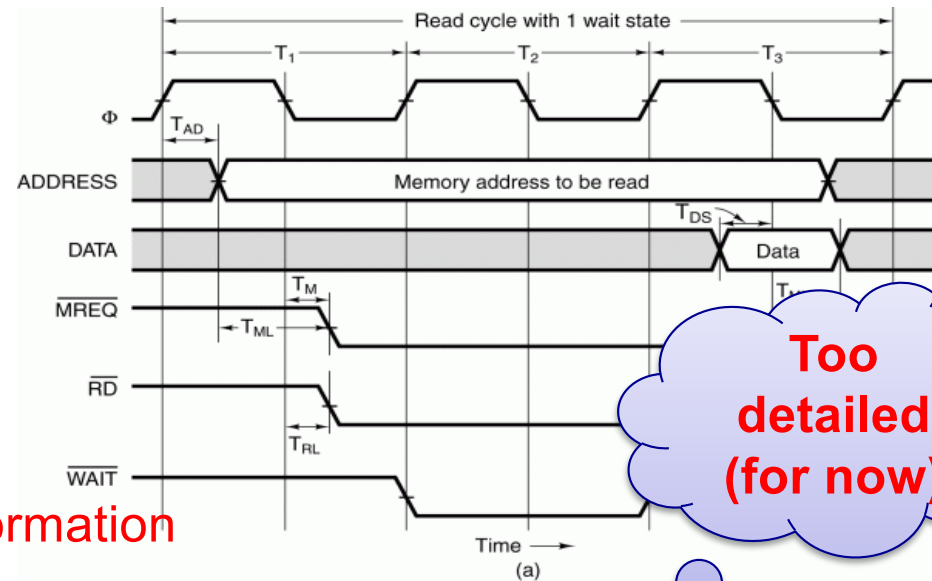 Read cycle with 1 wait state
T1 T2 T3
Φ
TAD
ADDRESS Memory address to be read
TDS
DATA Data
TM
MREQ
TML
RD
TRL
WAIT
Time
(a)
Too
detailed
(for now)